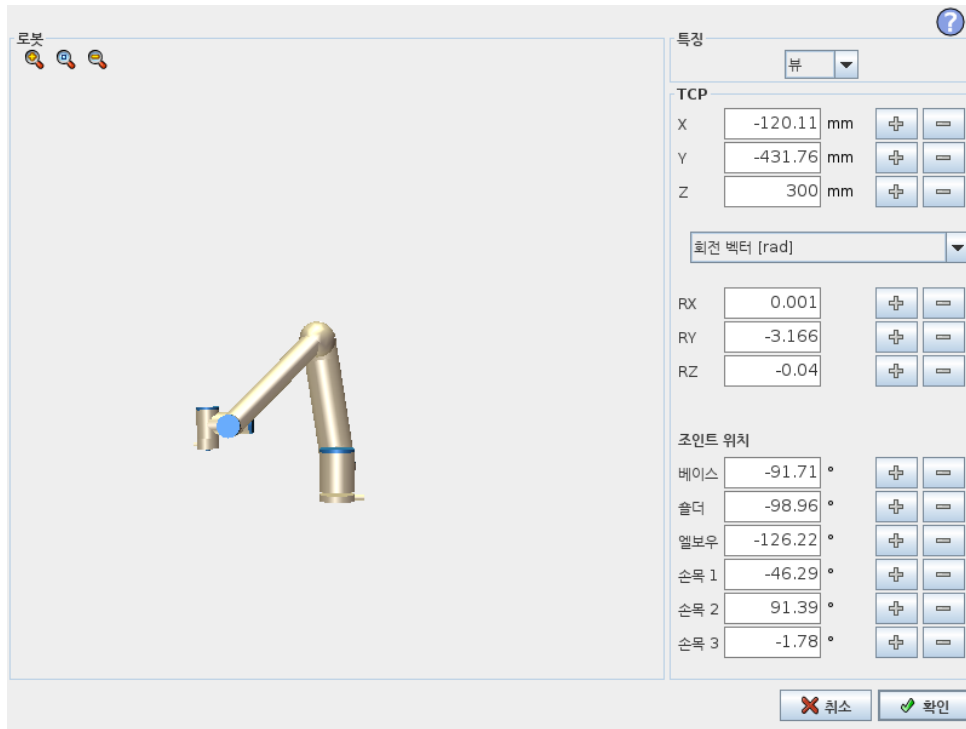 로봇
특징
뷰
TCP
X -120.11 mm
Y -431.76 mm
Z 300 mm
회전 벡터 [rad]
RX 0.001
RY -3.166
RZ -0.04
조인트 위치
베이스 -91.71 °
숄더 -98.96 °
엘보우 -126.22 °
손목 1 -46.29 °
손목 2 91.39 °
손목 3 -1.78 °
취소 확인